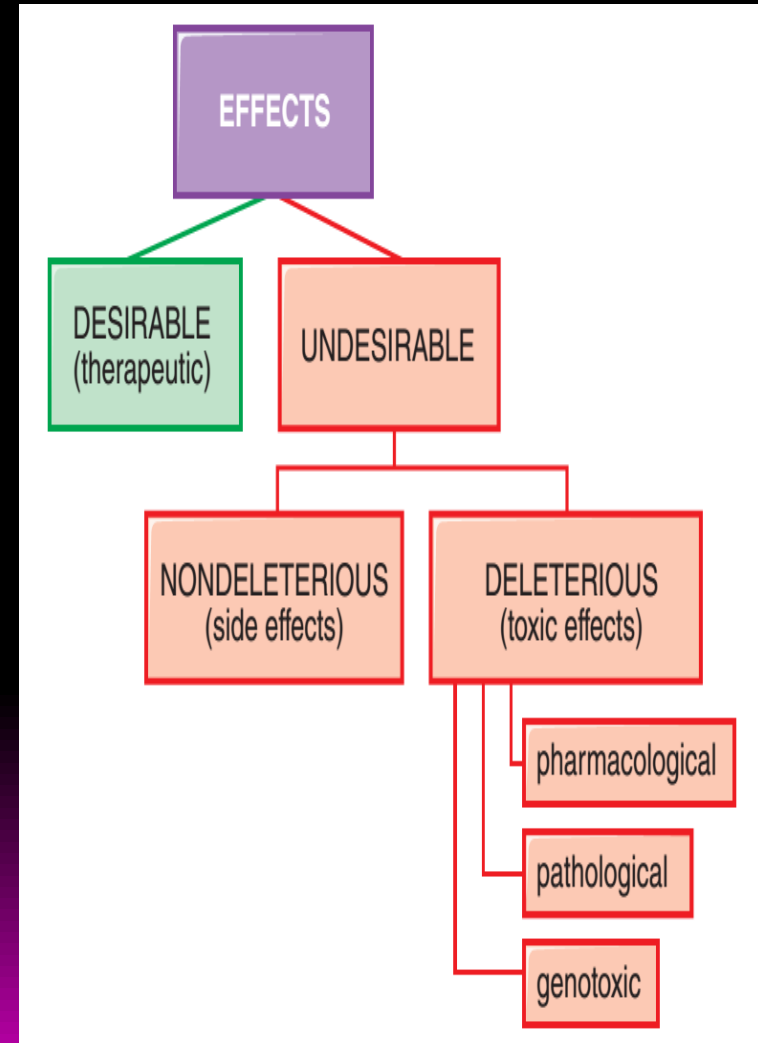 EFFECTS
DESIRABLE
(therapeutic)
UNDESIRABLE
NONDELETERIOUS
(side effects)
DELETERIOUS
(toxic effects)
pharmacological
pathological
genotoxic